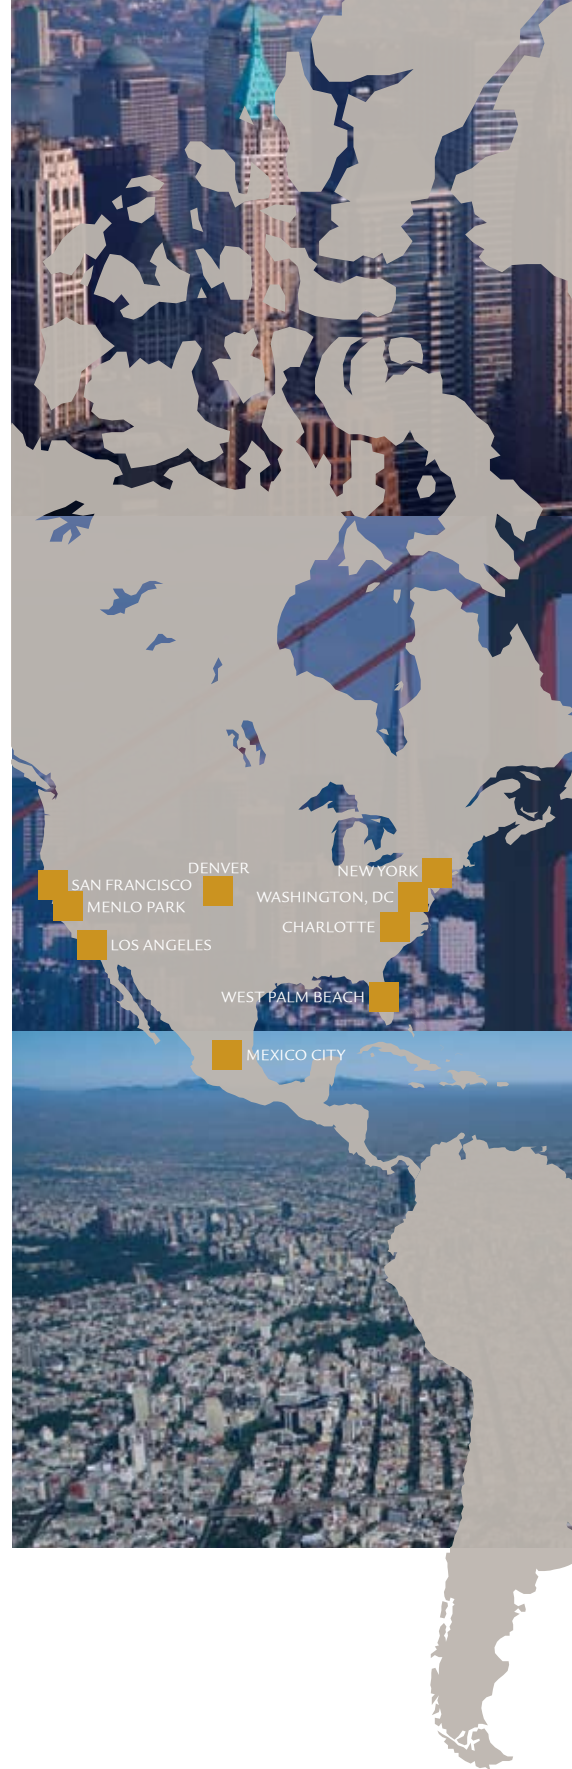 DENVER
NEW YORK
SAN FRANCISCO
WASHINGTON, DC
MENLO PARK
CHARLOTTE
LOS ANGELES
WEST PALM BEACH
MEXICO CITY